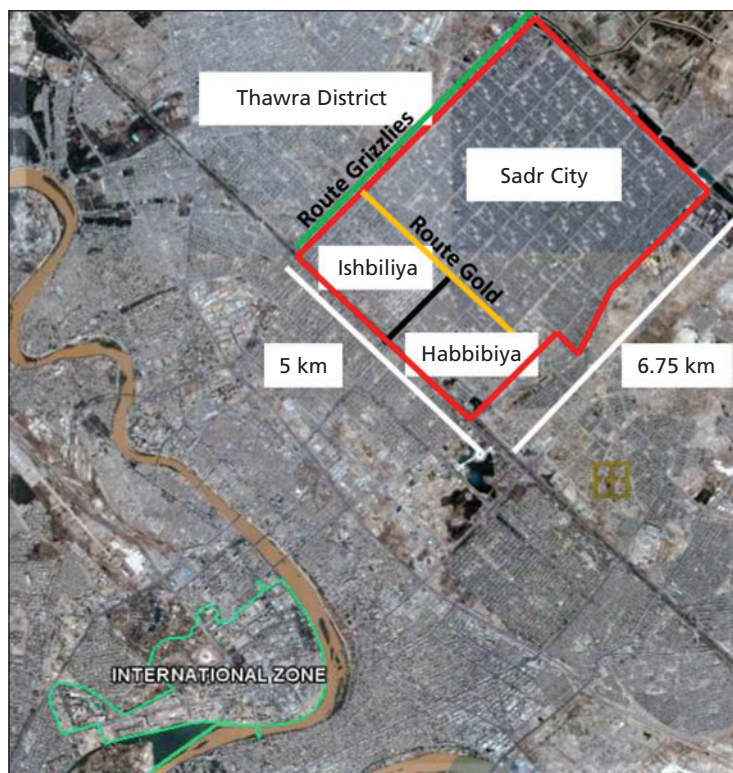 Thawra District
Route Grizzlies
Sadr City
Ishbiliya
Route Gold
Habbibiya
5 km
6.75 km
INTERNATIONAL ZONE